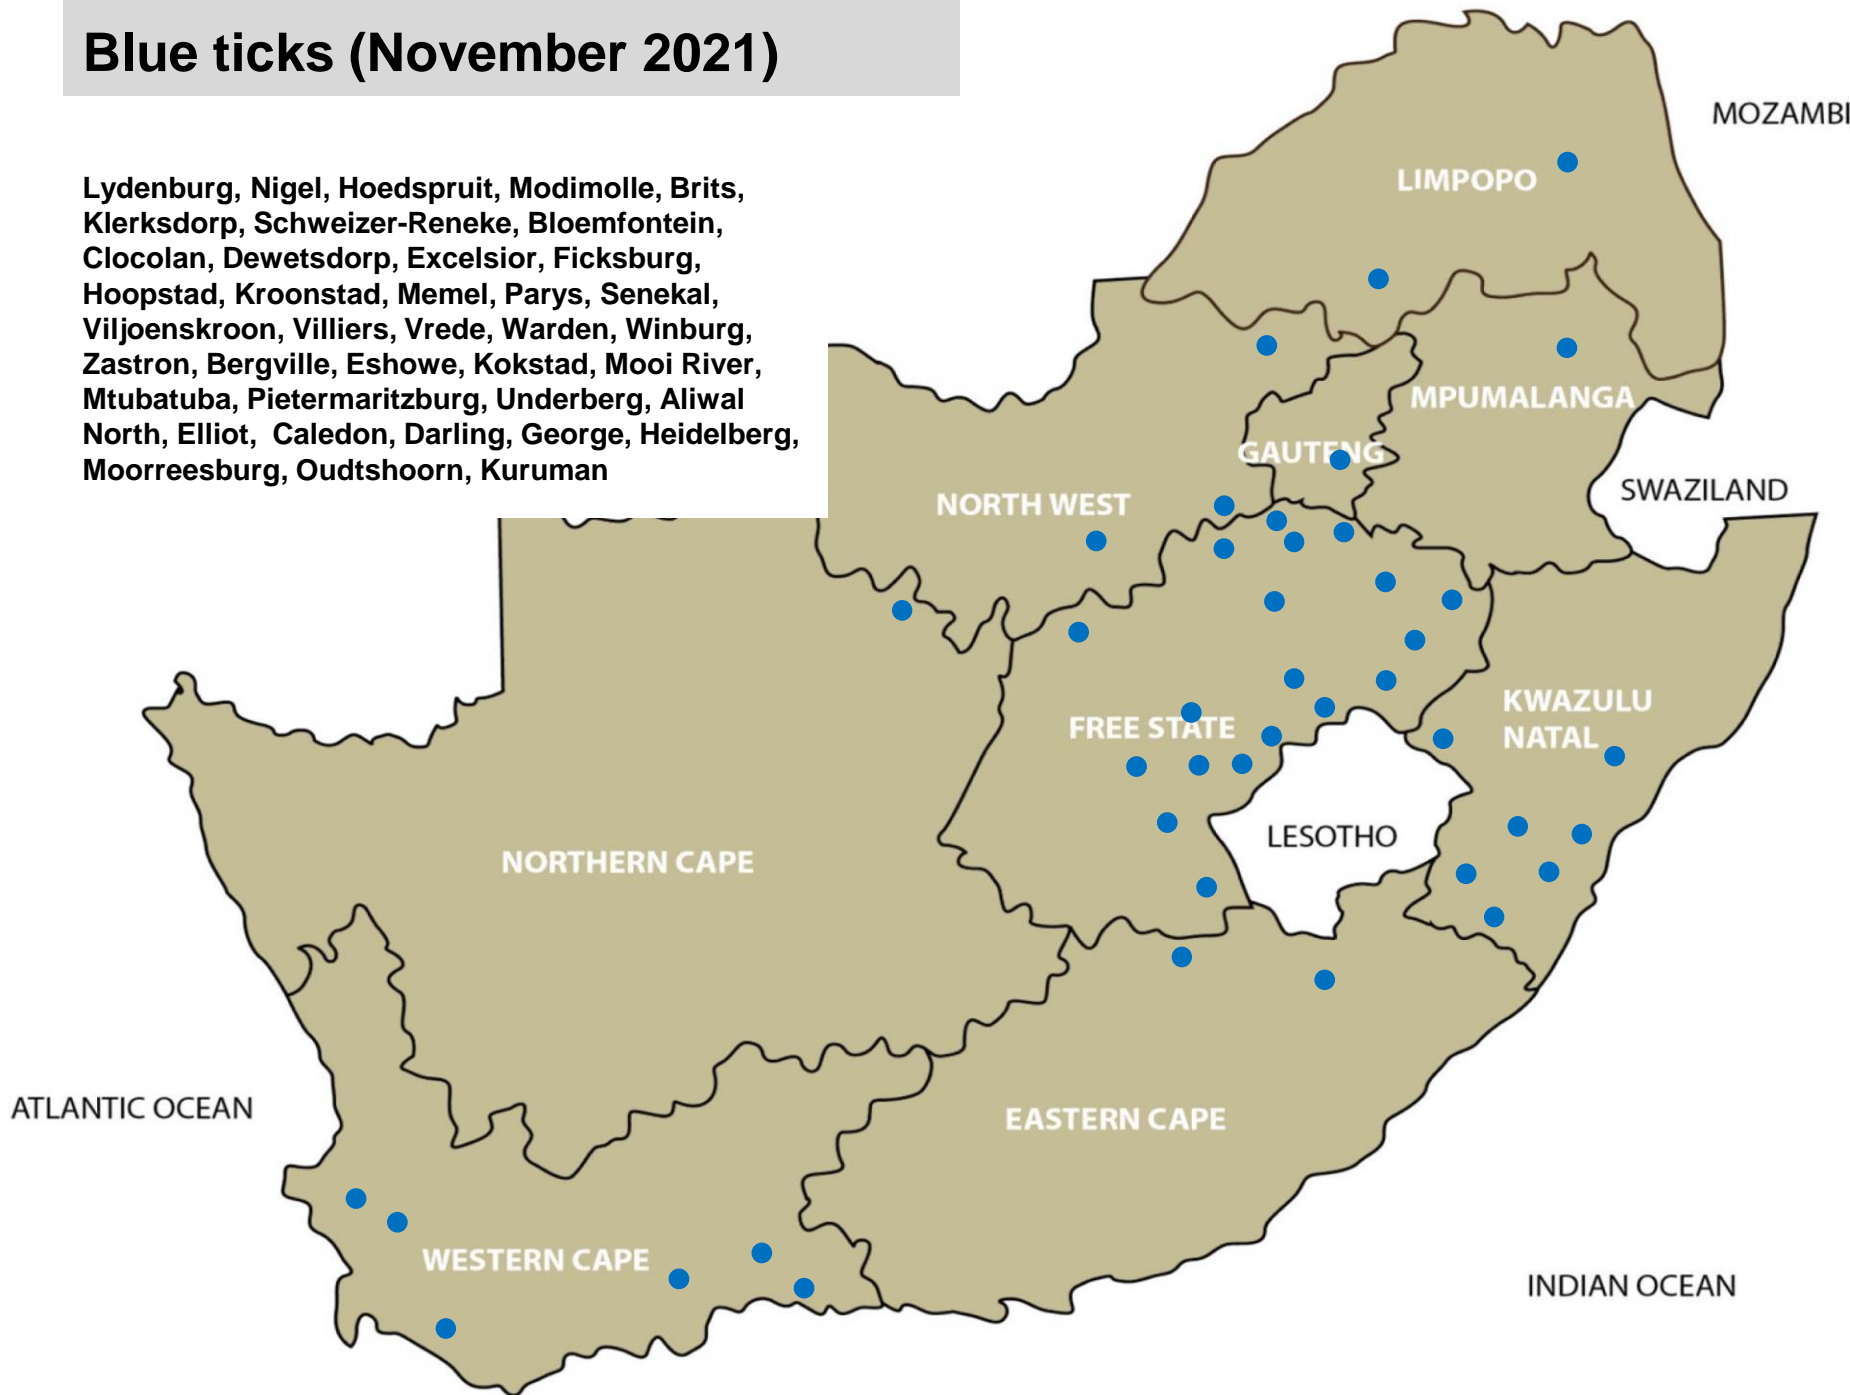 Blue ticks (November 2021)
Lydenburg, Nigel, Hoedspruit, Modimolle, Brits,
Klerksdorp, Schweizer-Reneke, Bloemfontein,
Clocolan, Dewetsdorp, Excelsior, Ficksburg,
Hoopstad, Kroonstad, Memel, Parys, Senekal,
Viljoenskroon, Villiers, Vrede, Warden, Winburg,
Zastron, Bergville, Eshowe, Kokstad, Mooi River,
Mtubatuba, Pietermaritzburg, Underberg, Aliwal
North, Elliot, Caledon, Darling, George, Heidelberg,
Moorreesburg, Oudtshoorn, Kuruman
MOZAMBI
LIMPOPO
MPUMALANGA
GAUTENG
SWAZILAND
NORTH WEST
KWAZULU
NATAL
FREE STATE
LESOTHO
NORTHERN CAPE
ATLANTIC OCEAN
EASTERN CAPE
WESTERN CAPE
INDIAN OCEAN